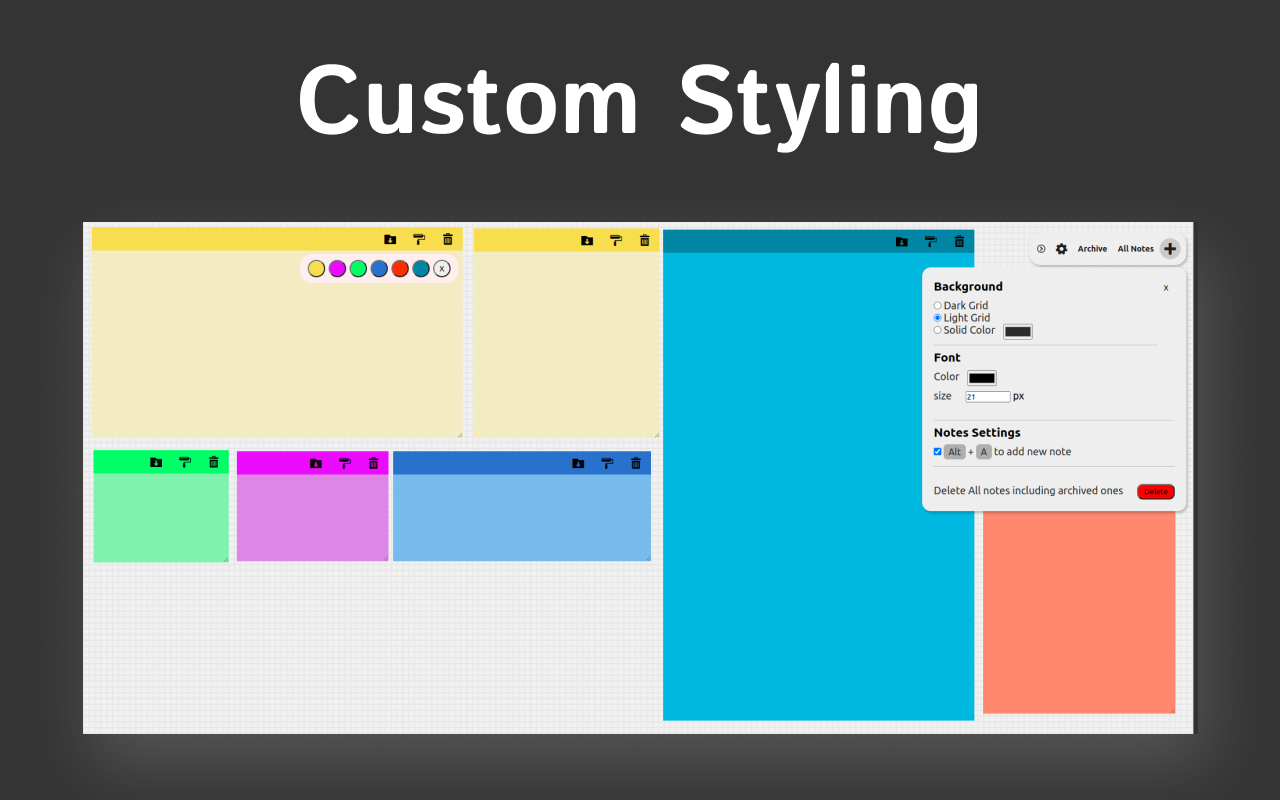 Custom Styling
Archive
All Notes
x
Background
x
Dark Grid
Light Grid
Solid Color
Font
Color
size 21 px
Notes Settings
Alt + A to add new note
Delete All notes including archived ones Delete